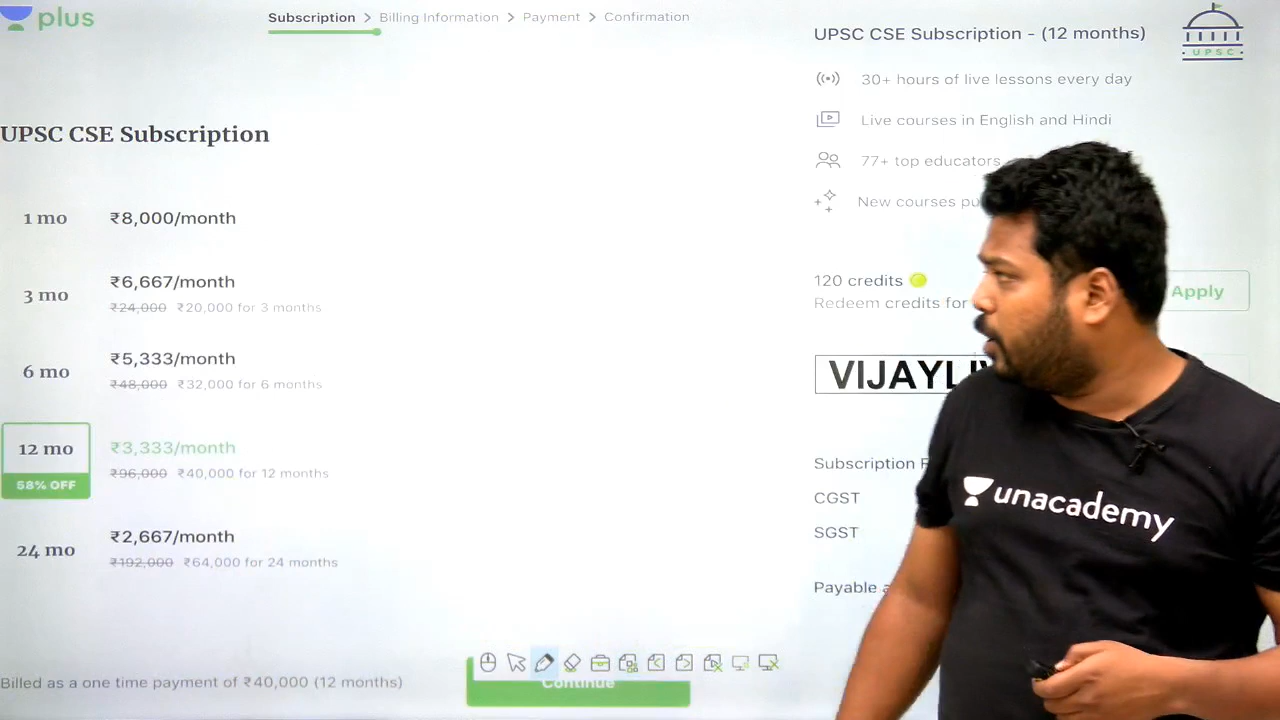 plus
Subscription > Billing Information > Payment > Confirmation
UPSC CSE Subscription - (12 months)
UPSC
30+ hours of live lessons every day
Live courses in English and Hindi
77+ top educators
New courses
UPSC CSE Subscription
1 mo ₹8,000/month
3 mo ₹6,667/month
₹24,000 ₹20,000 for 3 months
6 mo ₹5,333/month
₹48,000 ₹32,000 for 6 months
12 mo ₹3,333/month
58% OFF ₹96,000 ₹40,000 for 12 months
24 mo ₹2,667/month
₹192,000 ₹64,000 for 24 months
Billed as a one time payment of ₹40,000 (12 months)
Continue
120 credits
Redeem credits for
Apply
Subscription
CGST
SGST
Payable
unacademy